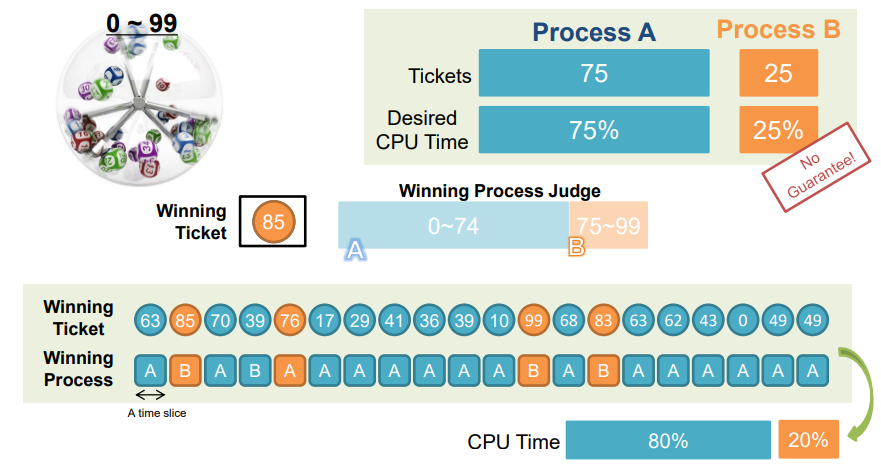 0 ~ 99
Process A
Process B
Tickets
75
25
Desired
CPU Time
75%
25%
No
Guarantee!
Winning Process Judge
Winning
Ticket
85
0~74
75~99
A
B
Winning
Ticket
63 85 70 39 76 17 29 41 36 39 10 99 68 83 63 62 43 0 49 49
Winning
Process
A B A B A A A A A A A B A B A A A A A A
A time slice
CPU Time
80%
20%